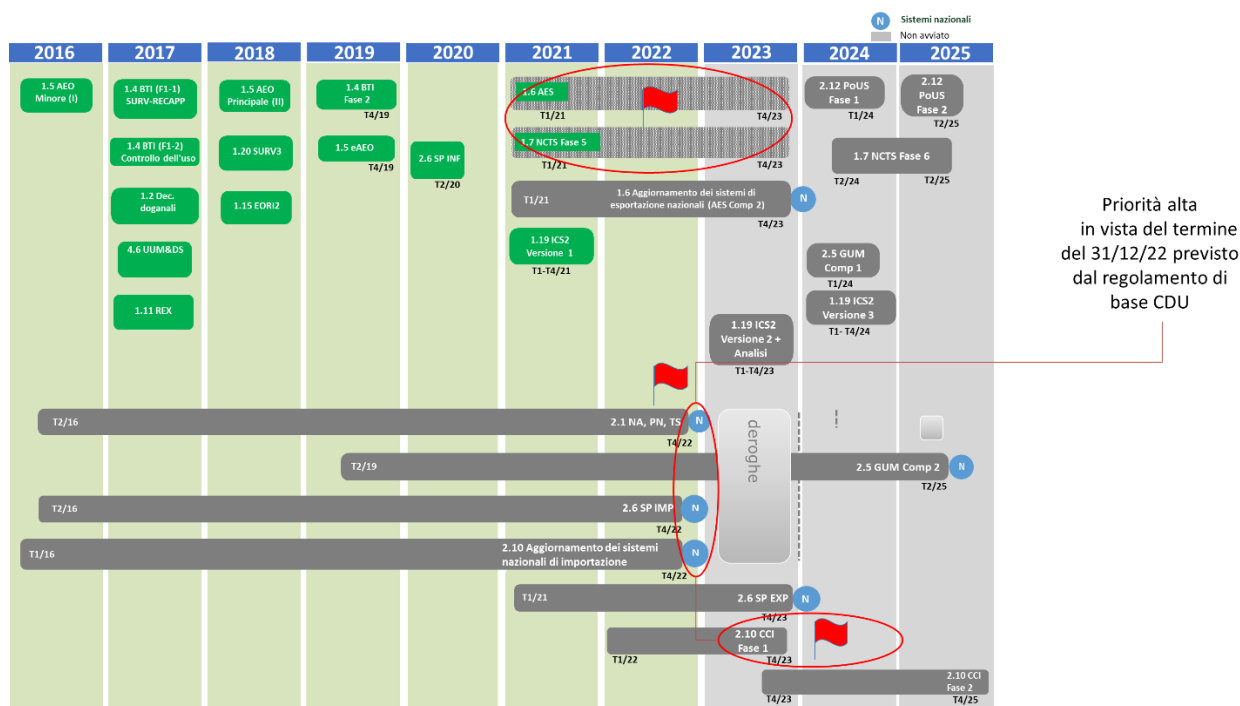 N
Sistemi nazionali
Non avviato
2016
2017
2018
2019
2020
2021
2022
2023
2024
2025
1.5 AEO
Minore (I)
1.4 BTI (F1-1)
SURV-RECAPP
1.5 AEO
Principale (II)
1.4 BTI
Fase 2
T4/19
1.6 AES
T1/21
T4/23
2.12 PoUS
Fase 1
T1/24
2.12
PoUS
Fase 2
T2/25
1.4 BTI (F1-2)
Controllo dell'uso
1.20 SURV3
1.5 eAEO
T4/19
2.6 SP INF
T2/20
1.7 NCTS Fase 5
T1/21
T4/23
1.7 NCTS Fase 6
T2/24
T2/25
1.2 Dec.
doganali
1.15 EORI2
T1/21
1.6 Aggiornamento dei sistemi di
esportazione nazionali (AES Comp 2)
N
T4/23
4.6 UUM&DS
1.19 ICS2
Versione 1
T1-T4/21
2.5 GUM
Comp 1
T1/24
1.11 REX
1.19 ICS2
Versione 3
T1- T4/24
1.19 ICS2
Versione 2 +
Analisi
T1-T4/23
Priorità alta
in vista del termine
del 31/12/22 previsto
dal regolamento di
base CDU
T2/16
2.1 NA, PN, TS
N
T4/22
deroghe
T2/19
2.5 GUM Comp 2
N
T2/25
T2/16
2.6 SP IMP
N
T4/22
T1/16
2.10 Aggiornamento dei sistemi
nazionali di importazione
N
T4/22
T1/21
2.6 SP EXP
N
T4/23
2.10 CCI
Fase 1
T1/22
T4/23
2.10 CCI
Fase 2
T4/23
T4/25